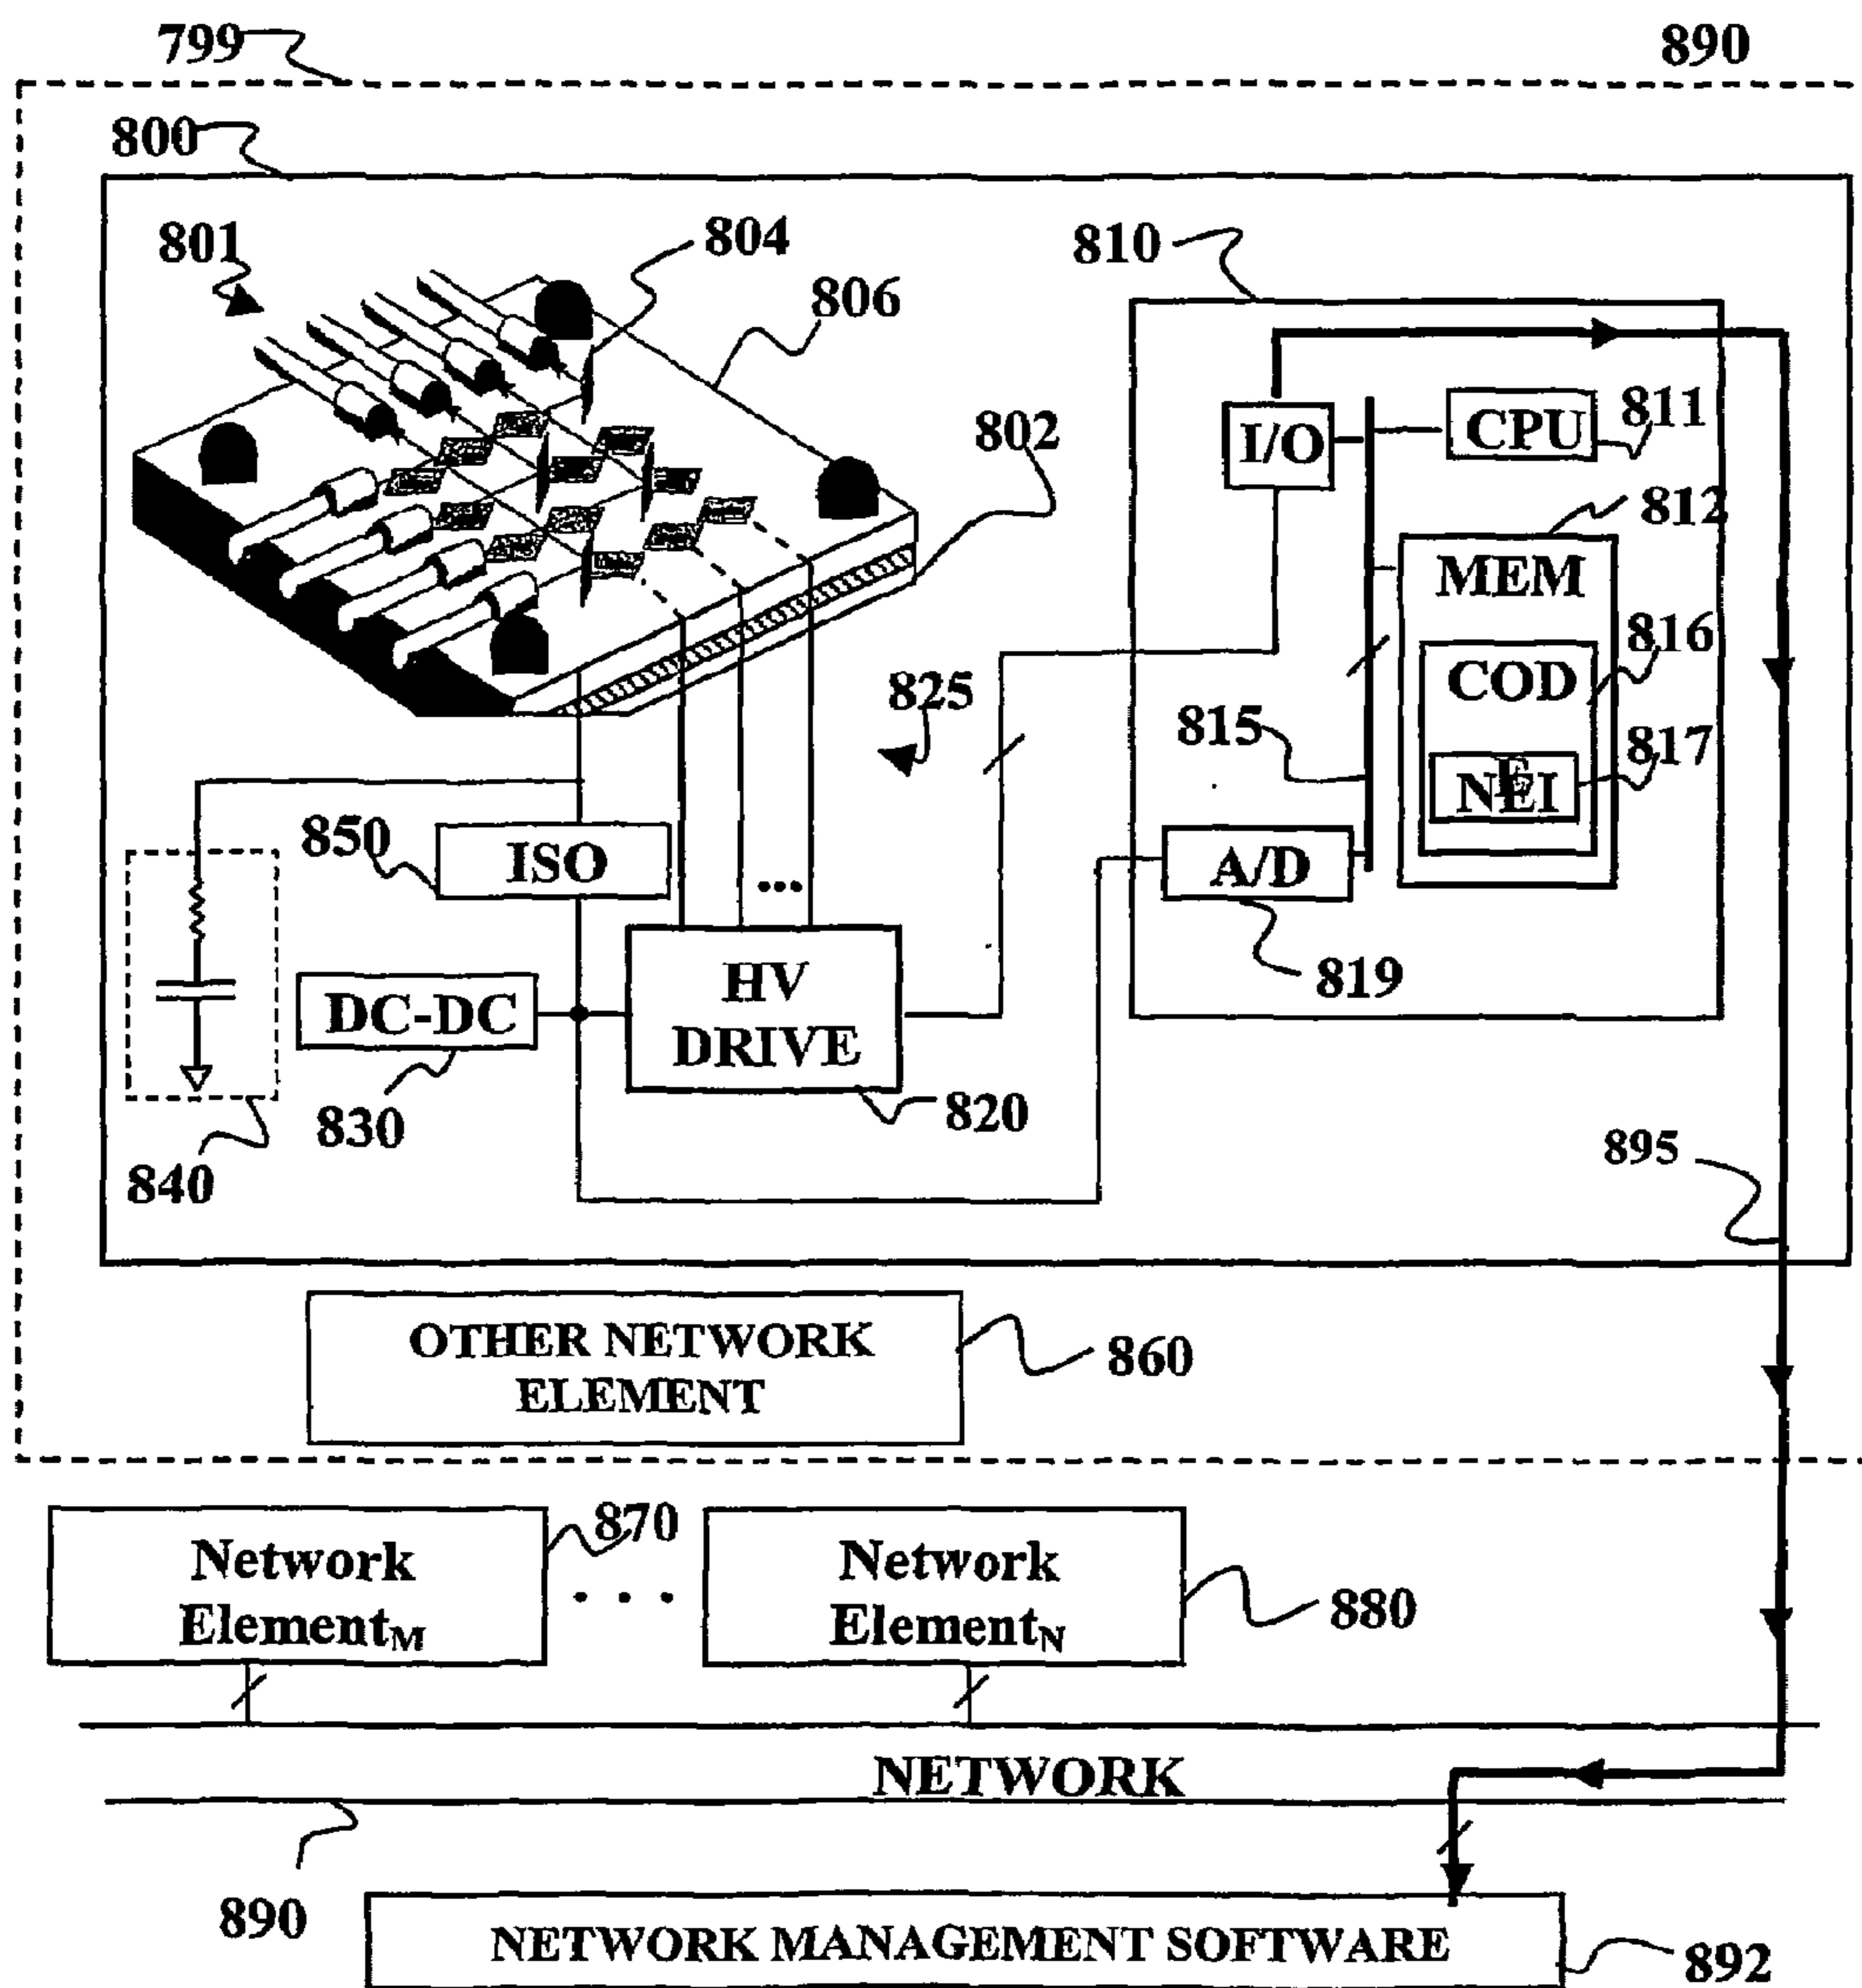 799
890
800
801
804
810
806
802
I/O
CPU
811
812
MEM
816
COD
E
825
815
817
NEI
850
ISO
...
A/D
819
HV
DRIVE
DC-DC
830
820
840
895
OTHER NETWORK
ELEMENT
860
870
Network
ElementM
. . .
Network
ElementN
880
NETWORK
890
NETWORK MANAGEMENT SOFTWARE
892